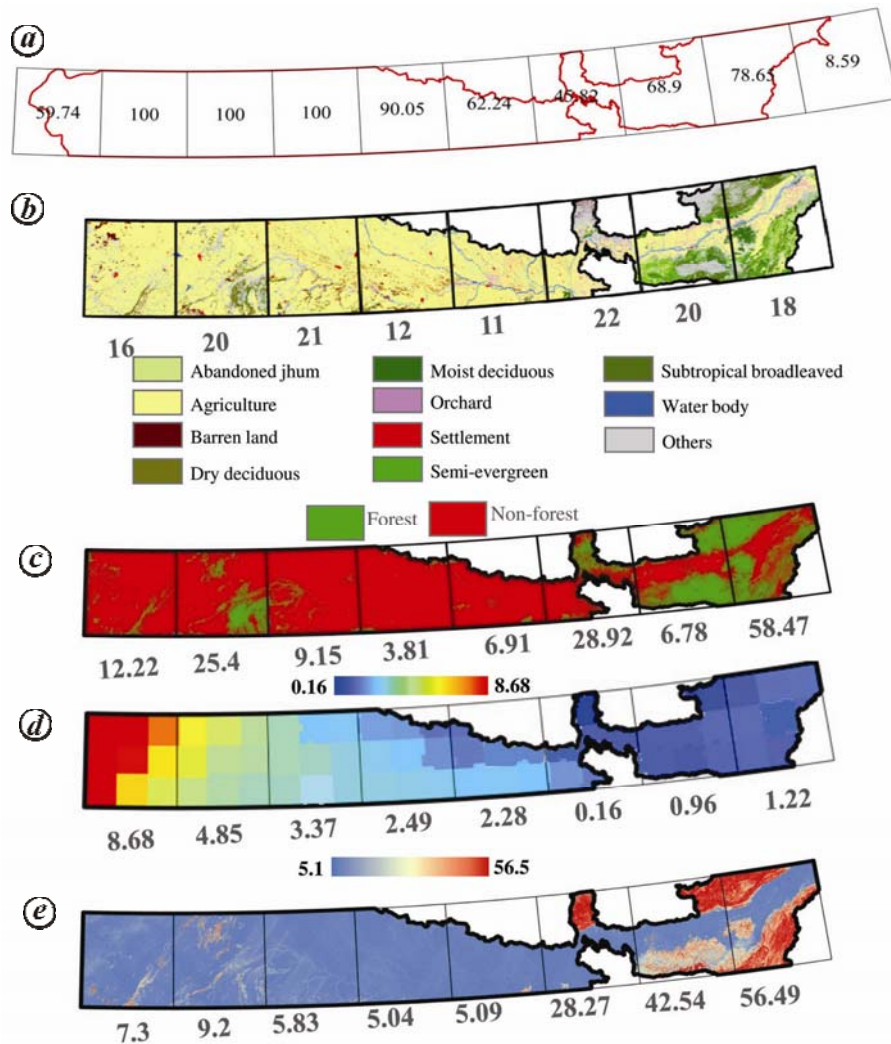 a
59.74 100 100 100 90.05 62.24 45.82 68.9 78.65 8.59
b
16 20 21 12 11 22 20 18
Abandoned jhum Moist deciduous Subtropical broadleaved
Agriculture Orchard Water body
Barren land Settlement Others
Dry deciduous Semi-evergreen
Forest Non-forest
c
12.22 25.4 9.15 3.81 6.91 28.92 6.78 58.47
0.16 8.68
d
8.68 4.85 3.37 2.49 2.28 0.16 0.96 1.22
5.1 56.5
e
7.3 9.2 5.83 5.04 5.09 28.27 42.54 56.49